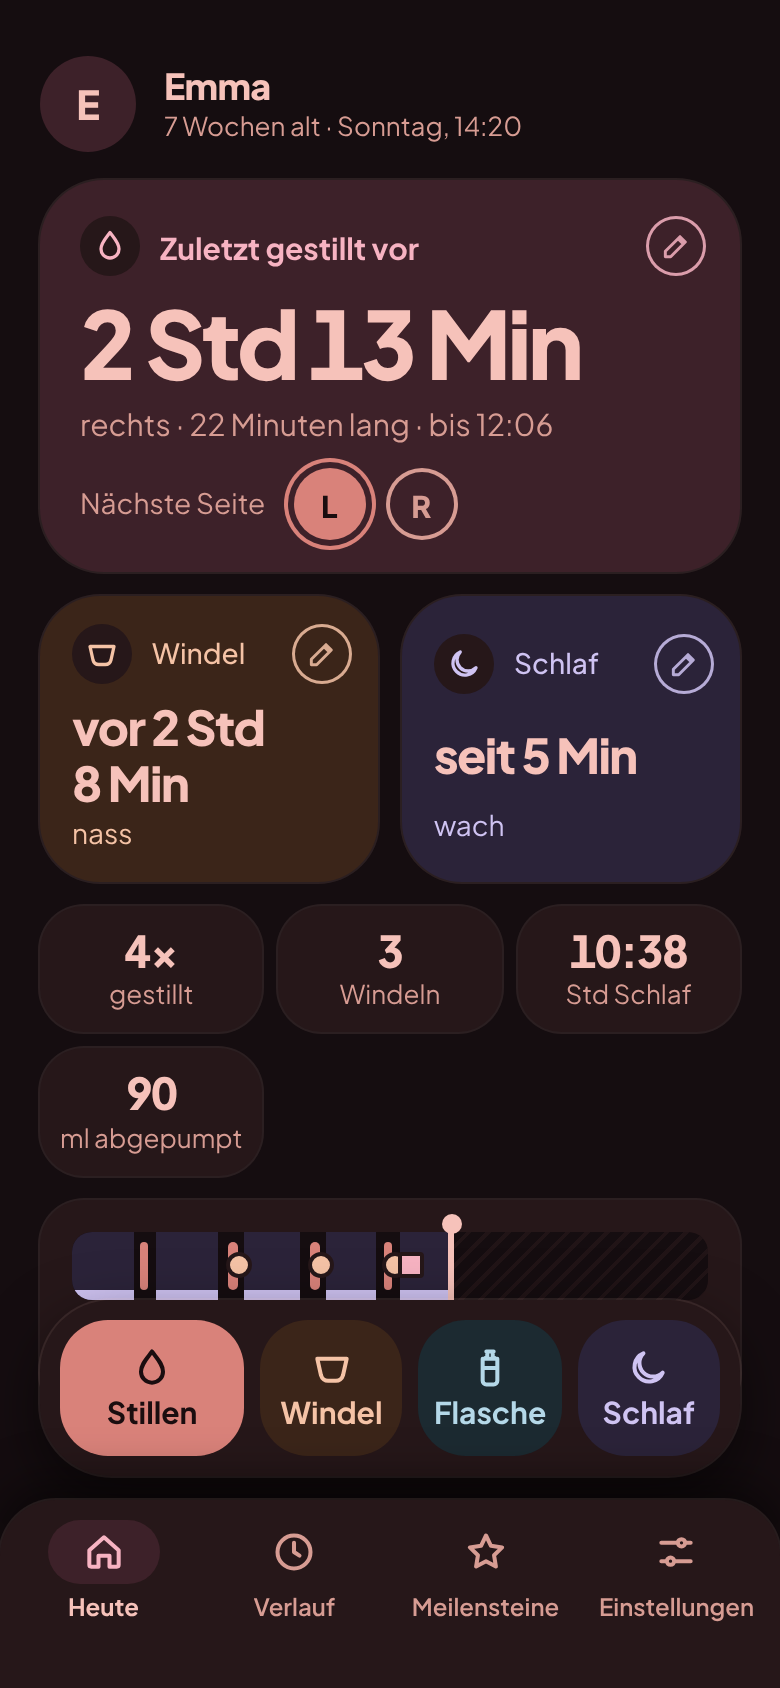 E
Emma
7 Wochen alt · Sonntag, 14:20
Zuletzt gestillt vor
2 Std 13 Min
rechts · 22 Minuten lang · bis 12:06
Nächste Seite L R
Windel
vor 2 Std
8 Min
nass
Schlaf
seit 5 Min
wach
4×
gestillt
3
Windeln
10:38
Std Schlaf
90
ml abgepumpt
Stillen
Windel
Flasche
Schlaf
Heute
Verlauf
Meilensteine
Einstellungen